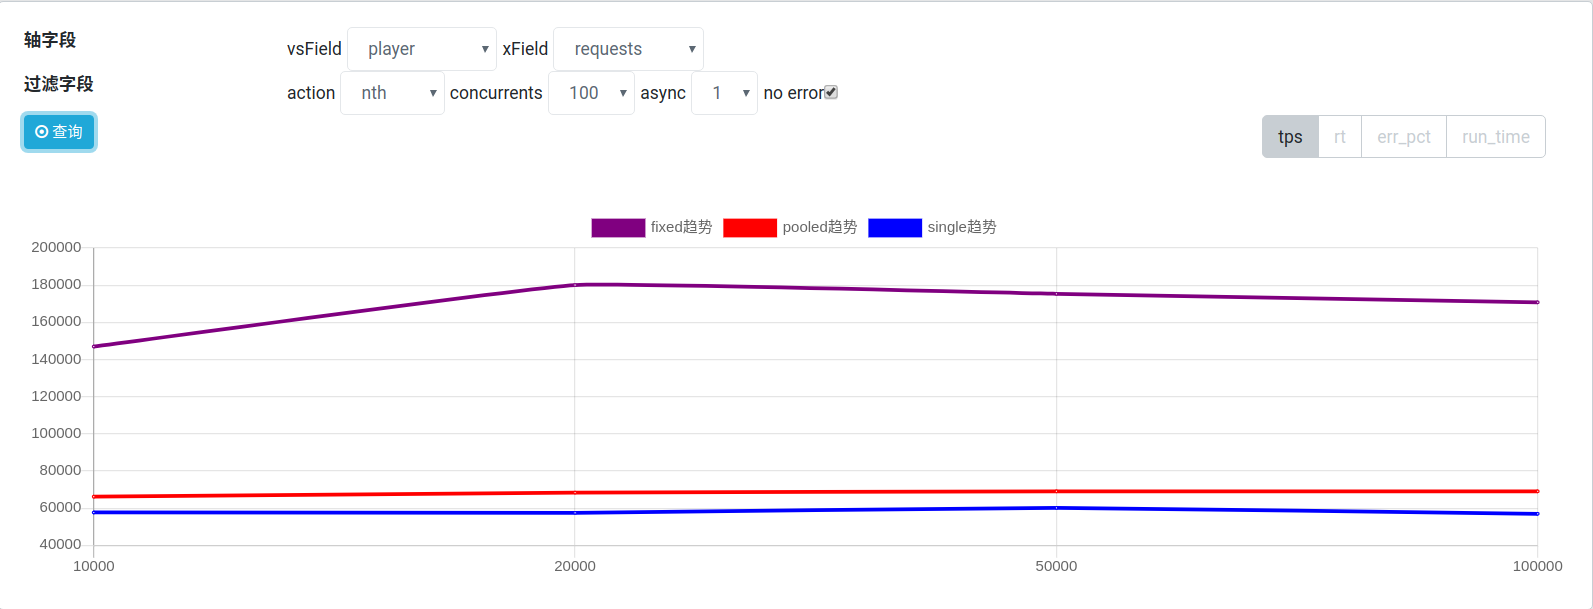 轴字段
vsField player xField requests
过滤字段
action nth concurrents 100 async 1 no error
查询
tps rt err_pct run_time
fixed趋势 pooled趋势 single趋势
200000
180000
160000
140000
120000
100000
80000
60000
40000
10000 20000 50000 100000